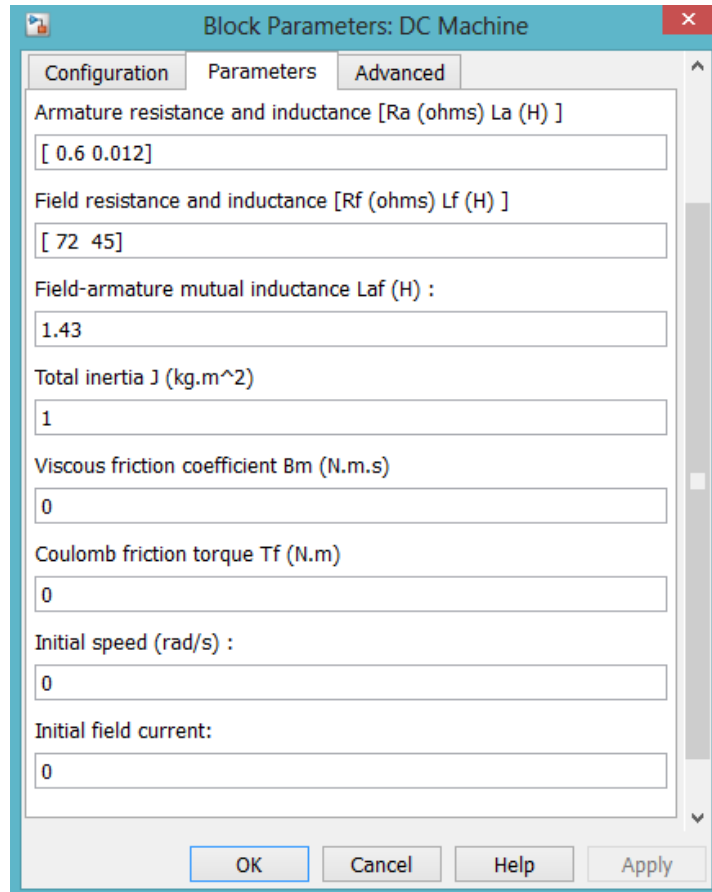 Block Parameters: DC Machine
Configuration Parameters Advanced
Armature resistance and inductance [Ra (ohms) La (H) ]
[ 0.6 0.012]
Field resistance and inductance [Rf (ohms) Lf (H) ]
[ 72  45]
Field-armature mutual inductance Laf (H) :
1.43
Total inertia J (kg.m^2)
1
Viscous friction coefficient Bm (N.m.s)
0
Coulomb friction torque Tf (N.m)
0
Initial speed (rad/s) :
0
Initial field current:
0
OK Cancel Help Apply